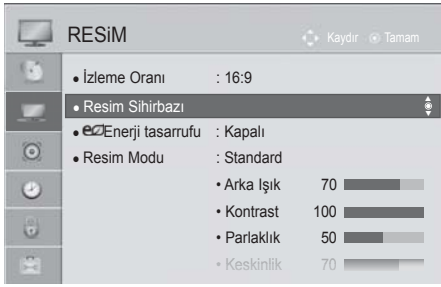 RESiM Kaydır Tamam
• İzleme Oranı : 16:9
• Resim Sihirbazı
• eco Enerji tasarrufu : Kapalı
• Resim Modu : Standard
• Arka Işık 70
• Kontrast 100
• Parlaklık 50
• Keskinlik 70